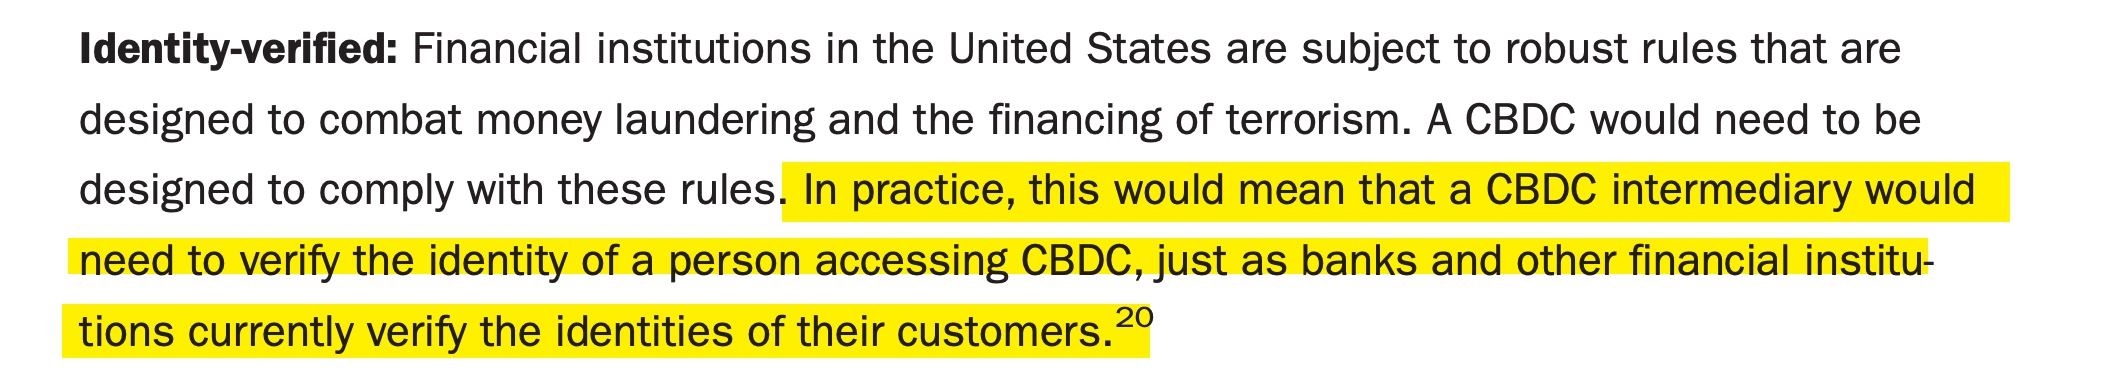 Identity-verified: Financial institutions in the United States are subject to robust rules that are
designed to combat money laundering and the financing of terrorism. A CBDC would need to be
designed to comply with these rules. In practice, this would mean that a CBDC intermediary would
need to verify the identity of a person accessing CBDC, just as banks and other financial institu-
tions currently verify the identities of their customers.20